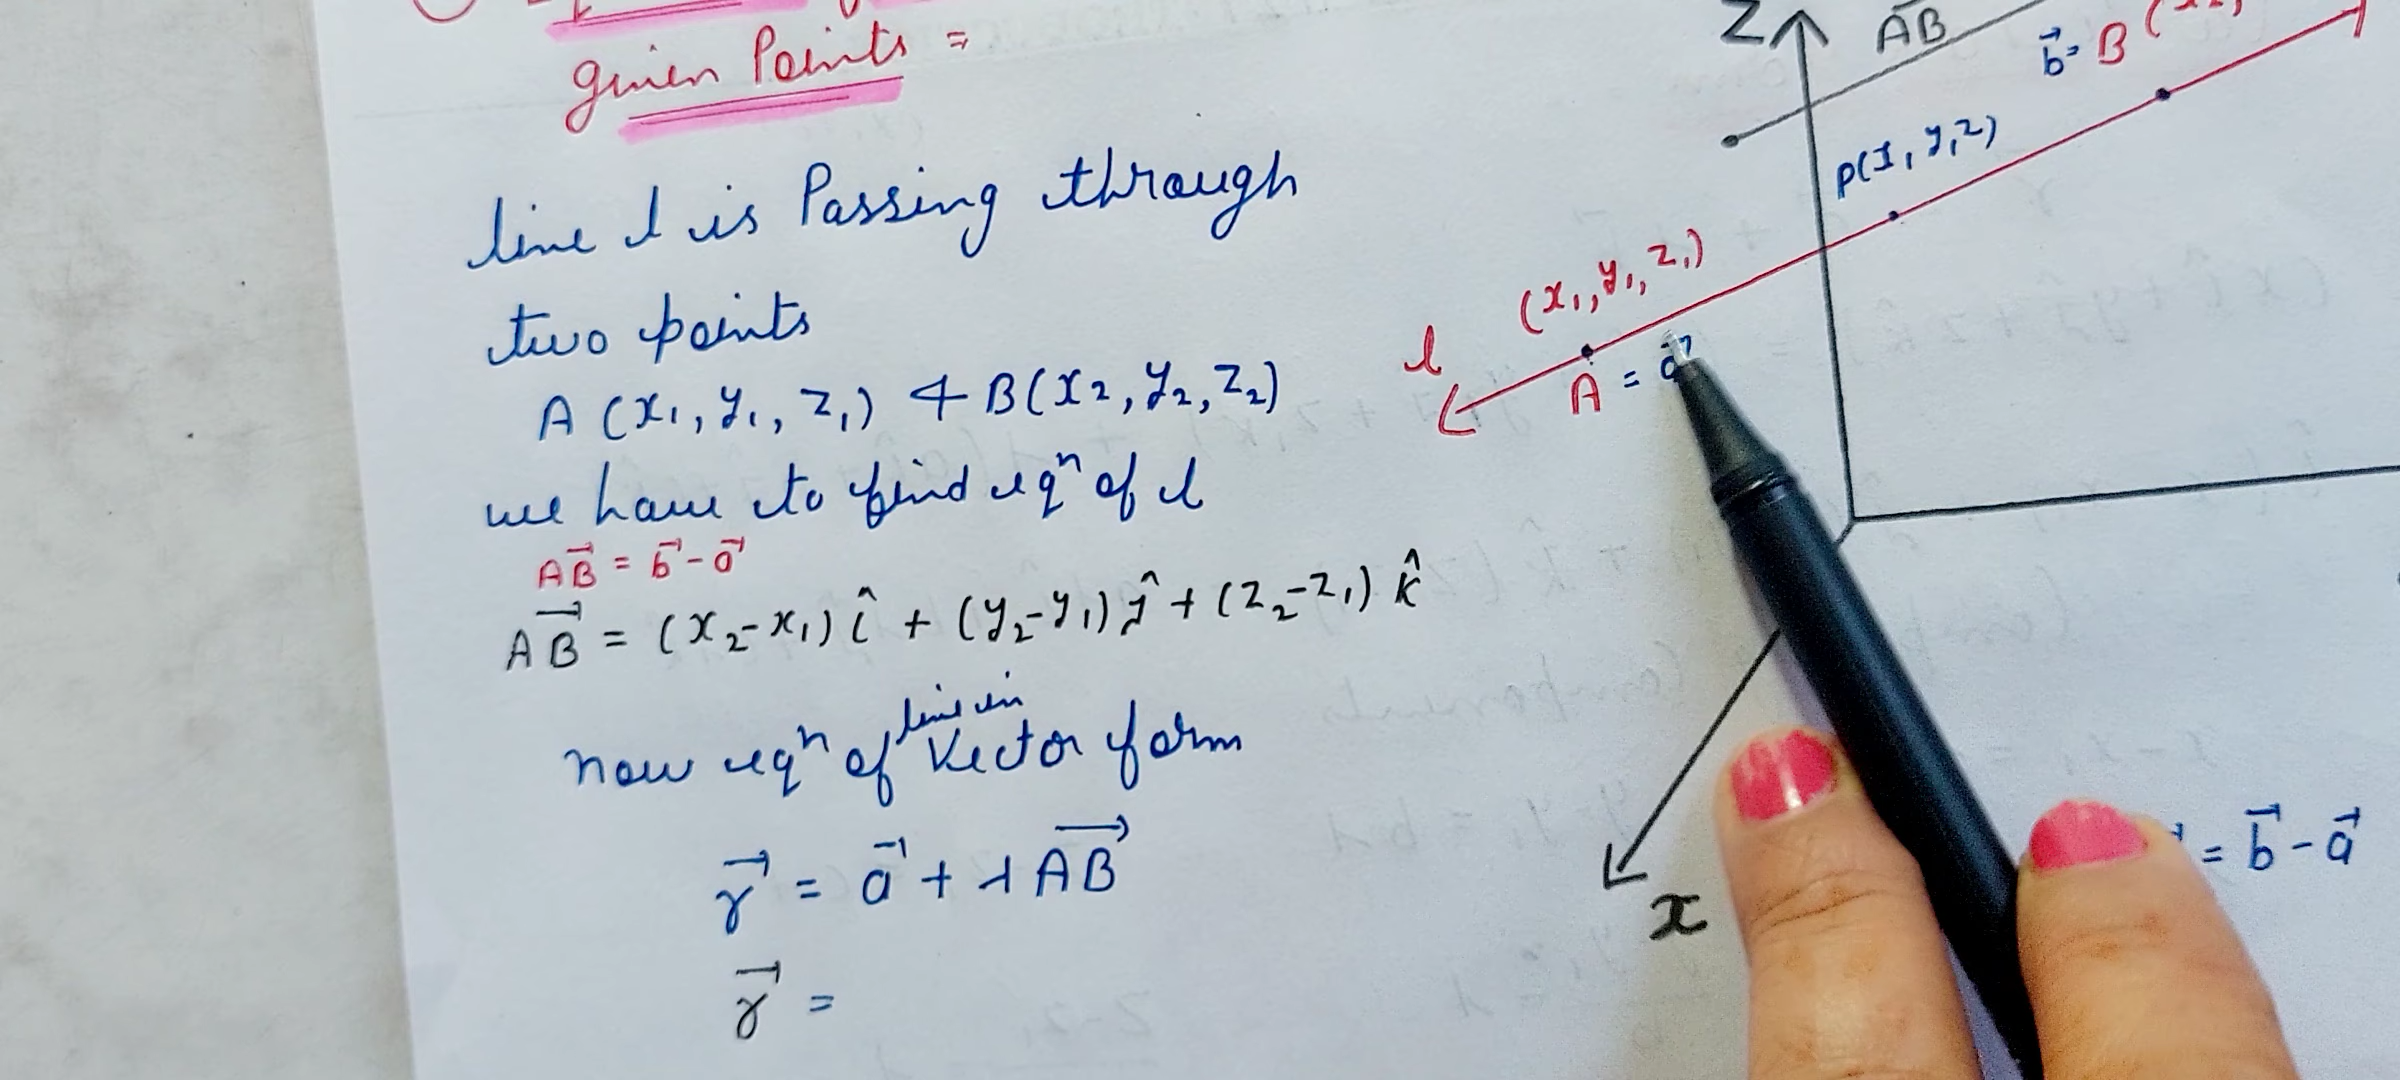 given Points =
line l is Passing through
two points
A (x₁, y₁, z₁) & B(x₂, y₂, z₂)
we have to find eqⁿ of l
AB⃗ = b⃗ - a⃗
AB⃗ = (x₂-x₁) î + (y₂-y₁) ĵ + (z₂-z₁) k̂
now eqⁿ of line in Vector form
r⃗ = a⃗ + λ AB⃗
r⃗ =
Z
AB
b⃗ = B (x₂,
P(x, y, z)
(x₁, y₁, z₁)
l
A = a⃗
x
= b⃗ - a⃗